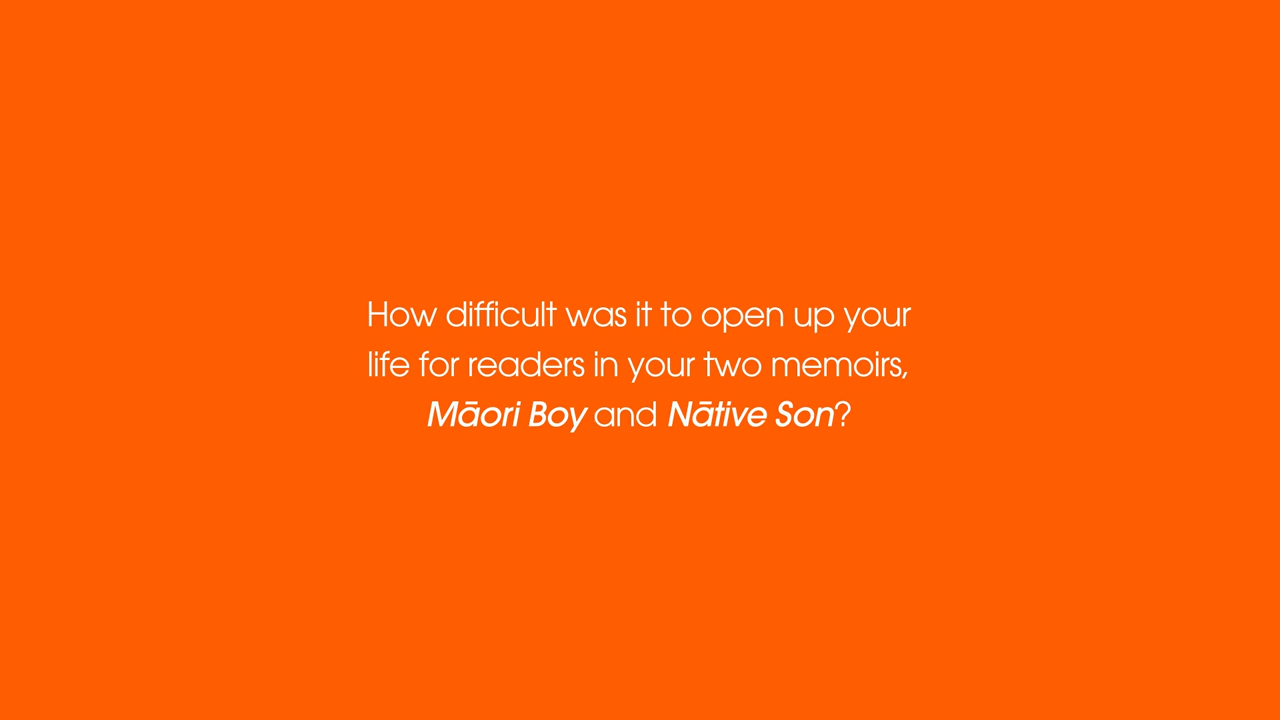 How difficult was it to open up your
life for readers in your two memoirs,
Māori Boy and Nātive Son?